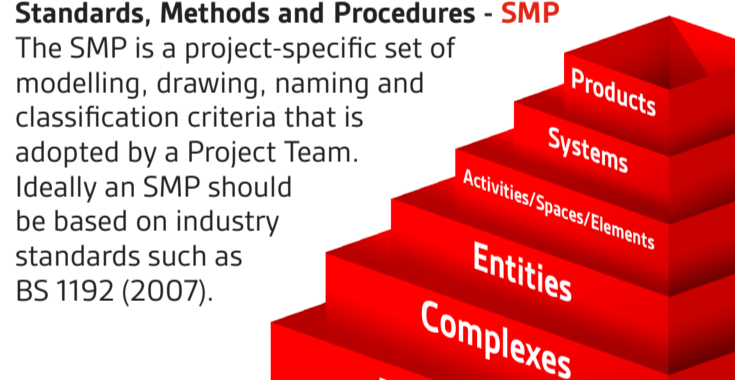 Standards, Methods and Procedures - SMP
The SMP is a project-specific set of
modelling, drawing, naming and
classification criteria that is
adopted by a Project Team.
Ideally an SMP should
be based on industry
standards such as
BS 1192 (2007).
Products
Systems
Activities/Spaces/Elements
Entities
Complexes